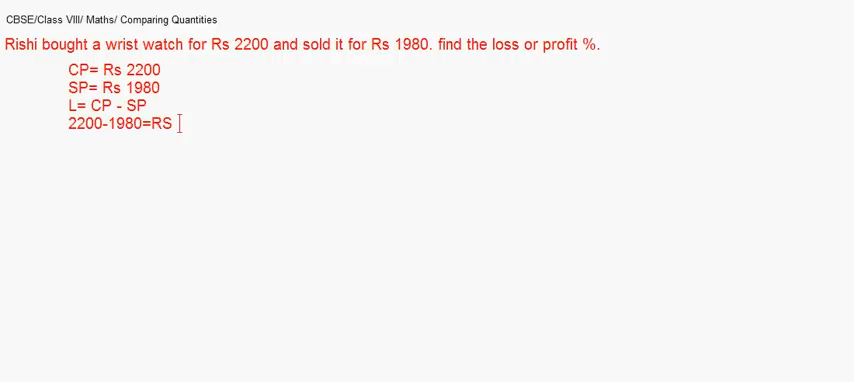 CBSE/Class VIII/ Maths/ Comparing Quantities
Rishi bought a wrist watch for Rs 2200 and sold it for Rs 1980. find the loss or profit %.
CP= Rs 2200
SP= Rs 1980
L= CP - SP
2200-1980=RS